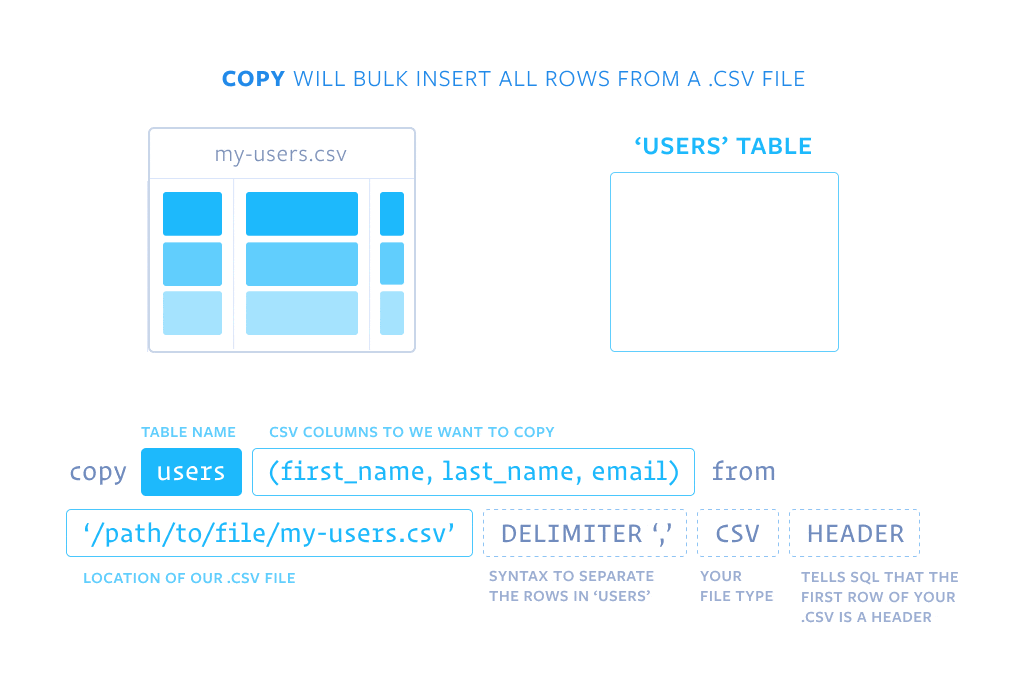 COPY WILL BULK INSERT ALL ROWS FROM A .CSV FILE
my-users.csv
‘USERS’ TABLE
TABLE NAME
CSV COLUMNS TO WE WANT TO COPY
copy users (first_name, last_name, email) from
‘/path/to/file/my-users.csv’ DELIMITER ‘,’ CSV HEADER
LOCATION OF OUR .CSV FILE
SYNTAX TO SEPARATE
THE ROWS IN ‘USERS’
YOUR
FILE TYPE
TELLS SQL THAT THE
FIRST ROW OF YOUR
.CSV IS A HEADER